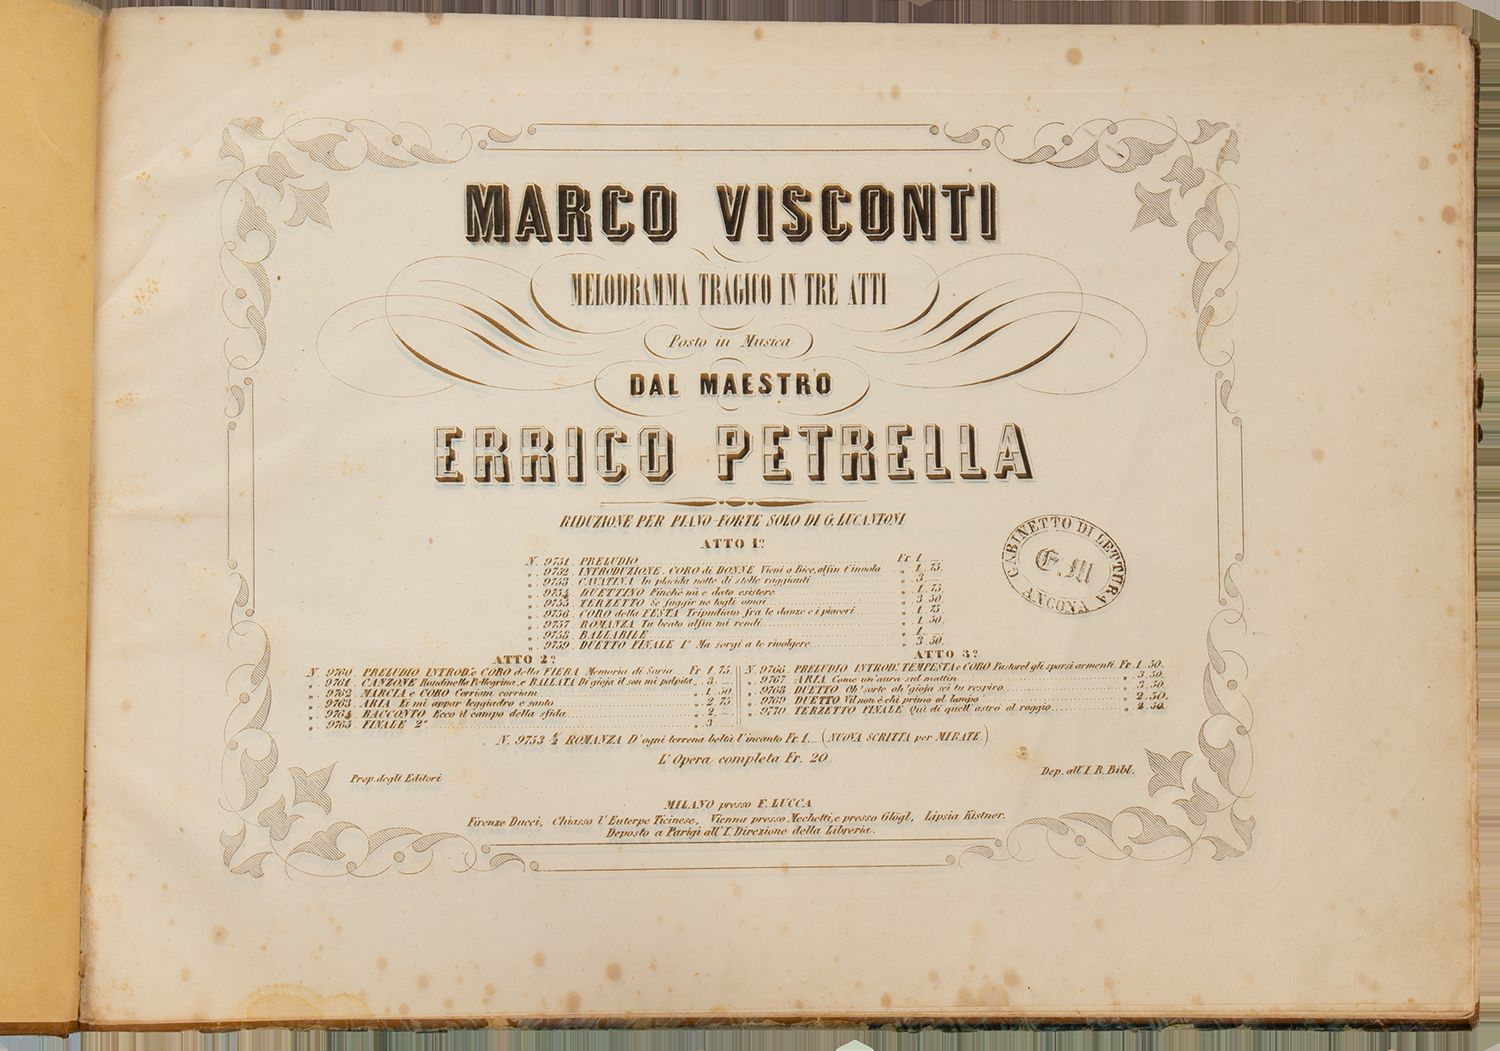 MARCO VISCONTI
MELODRAMMA TRAGICO IN TRE ATTI
Posto in Musica
DAL MAESTRO
ERRICO PETRELLA
RIDUZIONE PER PIANO-FORTE SOLO DI G. LUCANTONI
CABINETTO DI LETTURA
F. M
ANCONA
ATTO 1º
N. 9751. PRELUDIO Fr. 1. —
„ 9752. INTRODUZIONE. CORO di DONNE Vieni o Bice, alfin t'invola „ 1. 75.
„ 9753. CAVATINA In placida notte di stelle raggianti „ 3. —
„ 9754. DUETTINO Finchè mi e dato esistere „ 1. 75.
„ 9755. TERZETTO Se fuggir ne togli omai „ 3. 50.
„ 9756. CORO della FESTA Tripudiam fra le danze e i piaceri „ 1. 75.
„ 9757. ROMANZA Tu beato alfin mi rendi „ 1. 50.
„ 9758. BALLABILE „ 1. —
„ 9759. DUETTO FINALE 1º Ma sorgi a te rivolgere „ 3. 50.
ATTO 2º
N. 9760. PRELUDIO INTROD.e e CORO della FIERA Memoria di Soria Fr. 1. 75.
„ 9761. CANZONE Rondinella Pellegrina, e BALLATA Di gioja il sen mi palpita „ 3. —
„ 9762. MARCIA e CORO Corriam corriam „ 1. 50.
„ 9763. ARIA Ei mi appar leggiadro e santo „ 2. 75
„ 9764. RACCONTO Ecco il campo della sfida „ 2. —
„ 9765. FINALE 2º „ 3 —
ATTO 3º
N. 9766. PRELUDIO INTROD.e TEMPESTA e CORO Pastorel gli sparsi armenti. Fr. 1. 50.
„ 9767. ARIA Come un'aura sul mattin „ 3. 50.
„ 9768. DUETTO Oh! sorte oh! gioja sei tu respiro „ 3. 50.
„ 9769. DUETTO Vil non è chi primo al lampo „ 2. 50.
„ 9770. TERZETTO FINALE Quì di quell'astro al raggio „ 4. 50.
N. 9753 ½ ROMANZA D'ogni terrena beltà l'incanto Fr. 1. — (NUOVA SCRITTA per MIRATE.)
L'Opera completa Fr. 20.
Prop. degli Editori
Dep. all'I. R. Bibl.
MILANO presso F. LUCCA
Firenze Ducci, Chiasso l'Euterpe Ticinese, Vienna presso Mechetti, e presso Glögl, Lipsia Kistner.
Deposto a Parigi all'I. Direzione della Libreria.